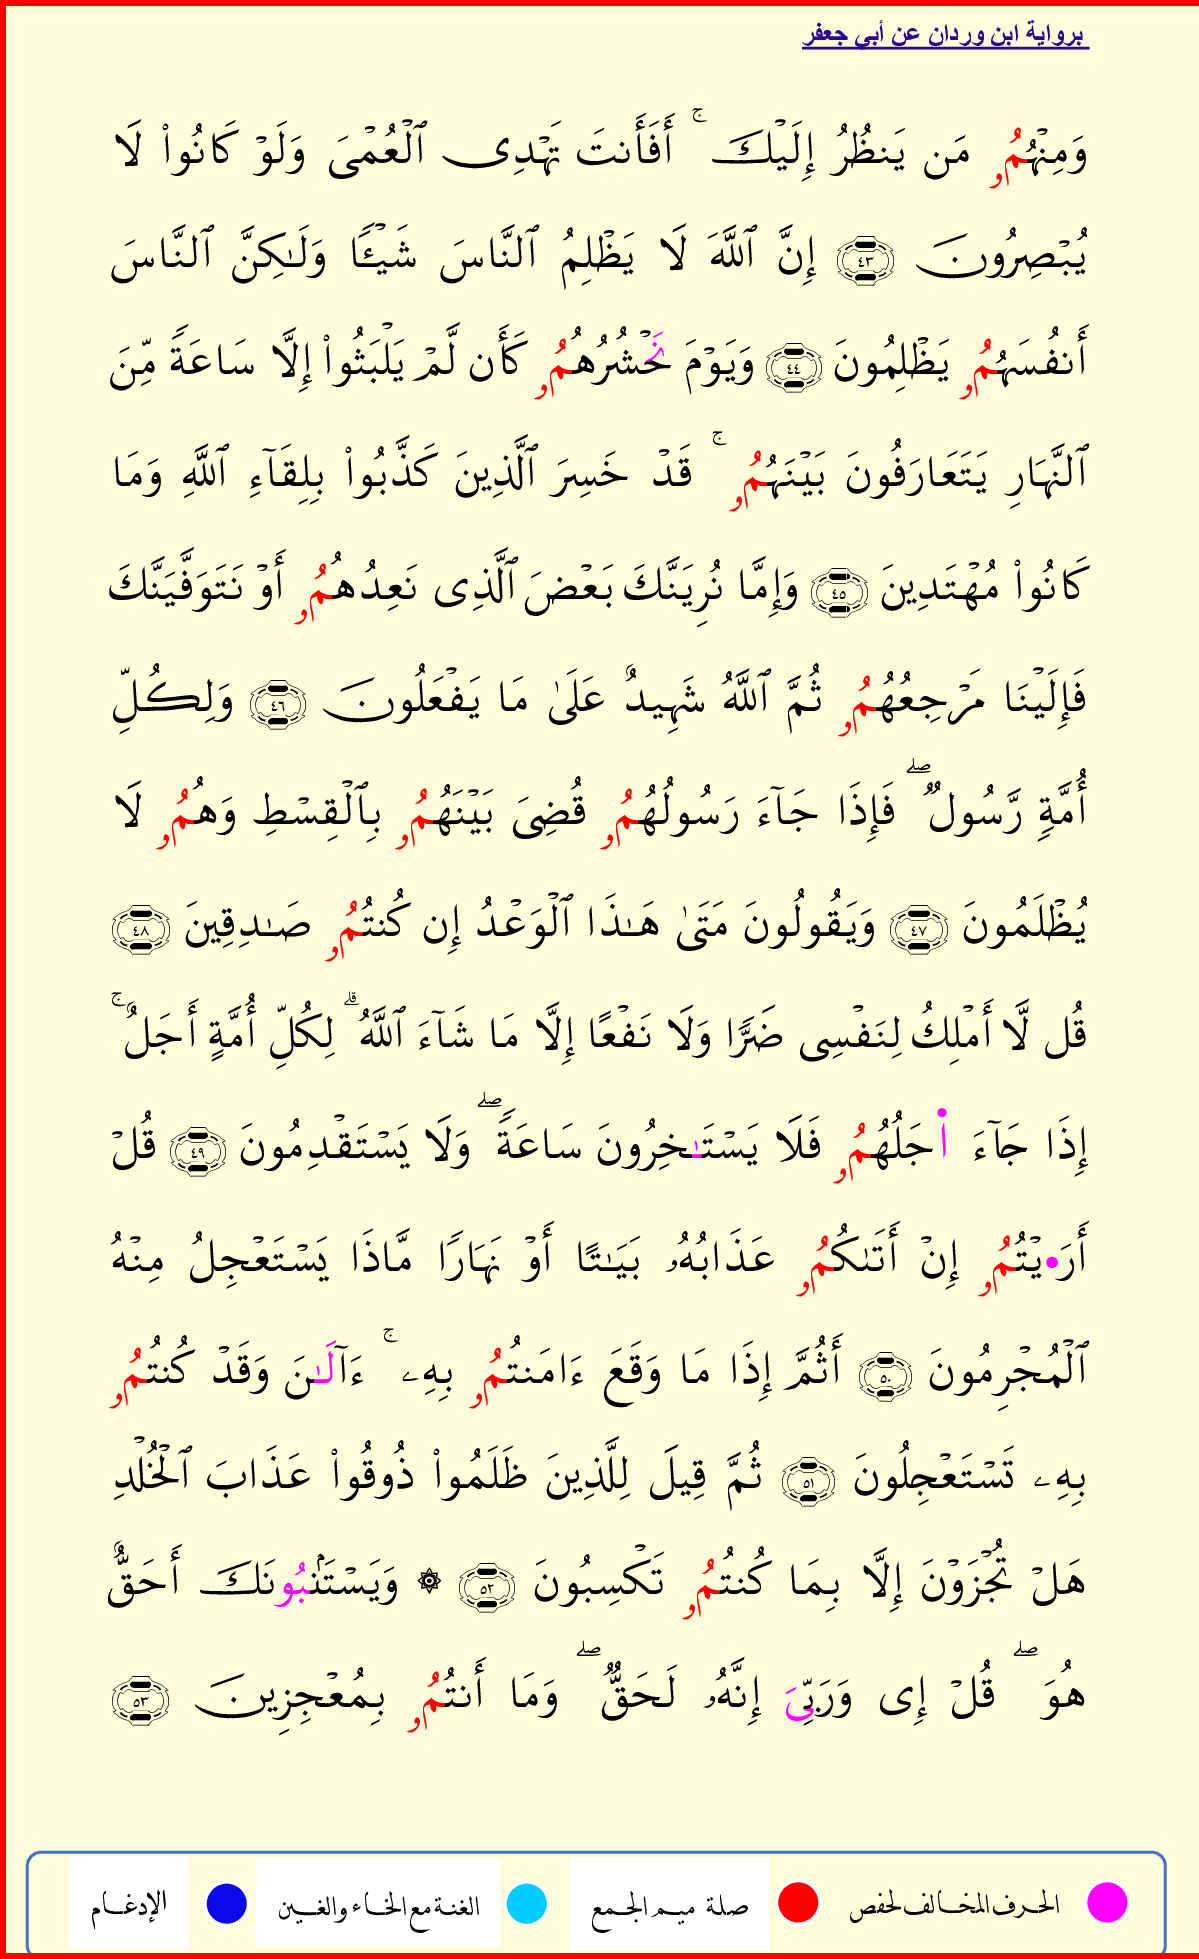 برواية ابن وردان عن أبي جعفر
وَمِنْهُمُۥ مَن يَنظُرُ إِلَيْكَ ۚ أَفَأَنتَ تَهْدِى ٱلْعُمْىَ وَلَوْ كَانُوا۟ لَا
يُبْصِرُونَ ٤٣ إِنَّ ٱللَّهَ لَا يَظْلِمُ ٱلنَّاسَ شَيْـًٔا وَلَـٰكِنَّ ٱلنَّاسَ
أَنفُسَهُمُۥ يَظْلِمُونَ ٤٤ وَيَوْمَ نَحْشُرُهُمُۥ كَأَن لَّمْ يَلْبَثُوا۟ إِلَّا سَاعَةً مِّنَ
ٱلنَّهَارِ يَتَعَارَفُونَ بَيْنَهُمُۥ ۚ قَدْ خَسِرَ ٱلَّذِينَ كَذَّبُوا۟ بِلِقَآءِ ٱللَّهِ وَمَا
كَانُوا۟ مُهْتَدِينَ ٤٥ وَإِمَّا نُرِيَنَّكَ بَعْضَ ٱلَّذِى نَعِدُهُمُۥ أَوْ نَتَوَفَّيَنَّكَ
فَإِلَيْنَا مَرْجِعُهُمُۥ ثُمَّ ٱللَّهُ شَهِيدٌ عَلَىٰ مَا يَفْعَلُونَ ٤٦ وَلِكُلِّ
أُمَّةٍ رَّسُولٌ ۖ فَإِذَا جَآءَ رَسُولُهُمُۥ قُضِىَ بَيْنَهُمُۥ بِٱلْقِسْطِ وَهُمُۥ لَا
يُظْلَمُونَ ٤٧ وَيَقُولُونَ مَتَىٰ هَـٰذَا ٱلْوَعْدُ إِن كُنتُمُۥ صَـٰدِقِينَ ٤٨
قُل لَّا أَمْلِكُ لِنَفْسِى ضَرًّا وَلَا نَفْعًا إِلَّا مَا شَآءَ ٱللَّهُ ۗ لِكُلِّ أُمَّةٍ أَجَلٌ ۚ
إِذَا جَآءَ ا۬جَلُهُمُۥ فَلَا يَسْتَـٰخِرُونَ سَاعَةً ۖ وَلَا يَسْتَقْدِمُونَ ٤٩ قُلْ
أَرَ•يْتُمُۥ إِنْ أَتَىٰكُمُۥ عَذَابُهُۥ بَيَـٰتًا أَوْ نَهَارًا مَّاذَا يَسْتَعْجِلُ مِنْهُ
ٱلْمُجْرِمُونَ ٥٠ أَثُمَّ إِذَا مَا وَقَعَ ءَامَنتُمُۥ بِهِۦ ۚ ءَآلَـٰنَ وَقَدْ كُنتُمُۥ
بِهِۦ تَسْتَعْجِلُونَ ٥١ ثُمَّ قِيلَ لِلَّذِينَ ظَلَمُوا۟ ذُوقُوا۟ عَذَابَ ٱلْخُلْدِ
هَلْ تُجْزَوْنَ إِلَّا بِمَا كُنتُمُۥ تَكْسِبُونَ ٥٢ ۞ وَيَسْتَنۢبُونَكَ أَحَقٌّ
هُوَ ۖ قُلْ إِى وَرَبِّىَ إِنَّهُۥ لَحَقٌّ ۖ وَمَا أَنتُمُۥ بِمُعْجِزِينَ ٥٣
الحرف المخالف لحفص صلة ميم الجمع الغنة مع الخاء والغين الإدغام